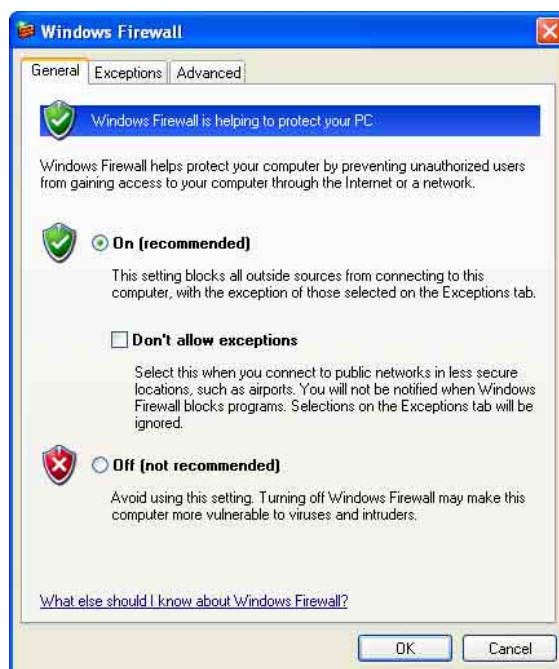 Windows Firewall
General Exceptions Advanced
Windows Firewall is helping to protect your PC
Windows Firewall helps protect your computer by preventing unauthorized users
from gaining access to your computer through the Internet or a network.
On (recommended)
This setting blocks all outside sources from connecting to this
computer, with the exception of those selected on the Exceptions tab.
Don't allow exceptions
Select this when you connect to public networks in less secure
locations, such as airports. You will not be notified when Windows
Firewall blocks programs. Selections on the Exceptions tab will be
ignored.
Off (not recommended)
Avoid using this setting. Turning off Windows Firewall may make this
computer more vulnerable to viruses and intruders.
What else should I know about Windows Firewall?
OK Cancel